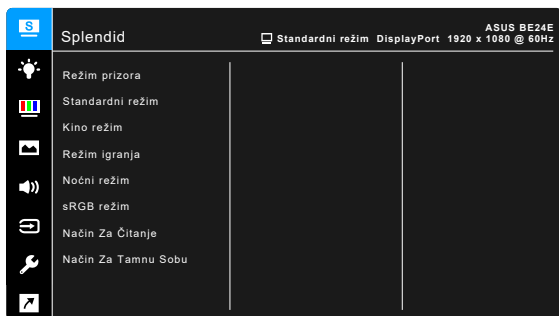 S
Splendid
ASUS BE24E
Standardni režim DisplayPort 1920 x 1080 @ 60Hz
Režim prizora
Standardni režim
Kino režim
Režim igranja
Noćni režim
sRGB režim
Način Za Čitanje
Način Za Tamnu Sobu